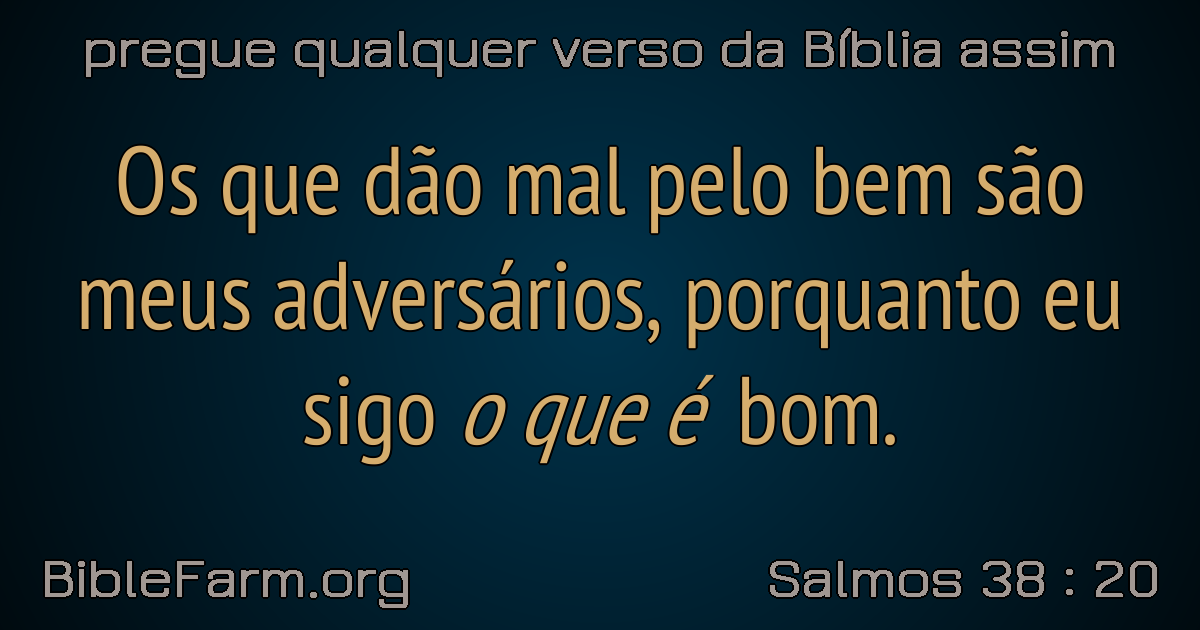 pregue qualquer verso da Bíblia assim
Os que dão mal pelo bem são
meus adversários, porquanto eu
sigo o que é bom.
BibleFarm.org
Salmos 38 : 20